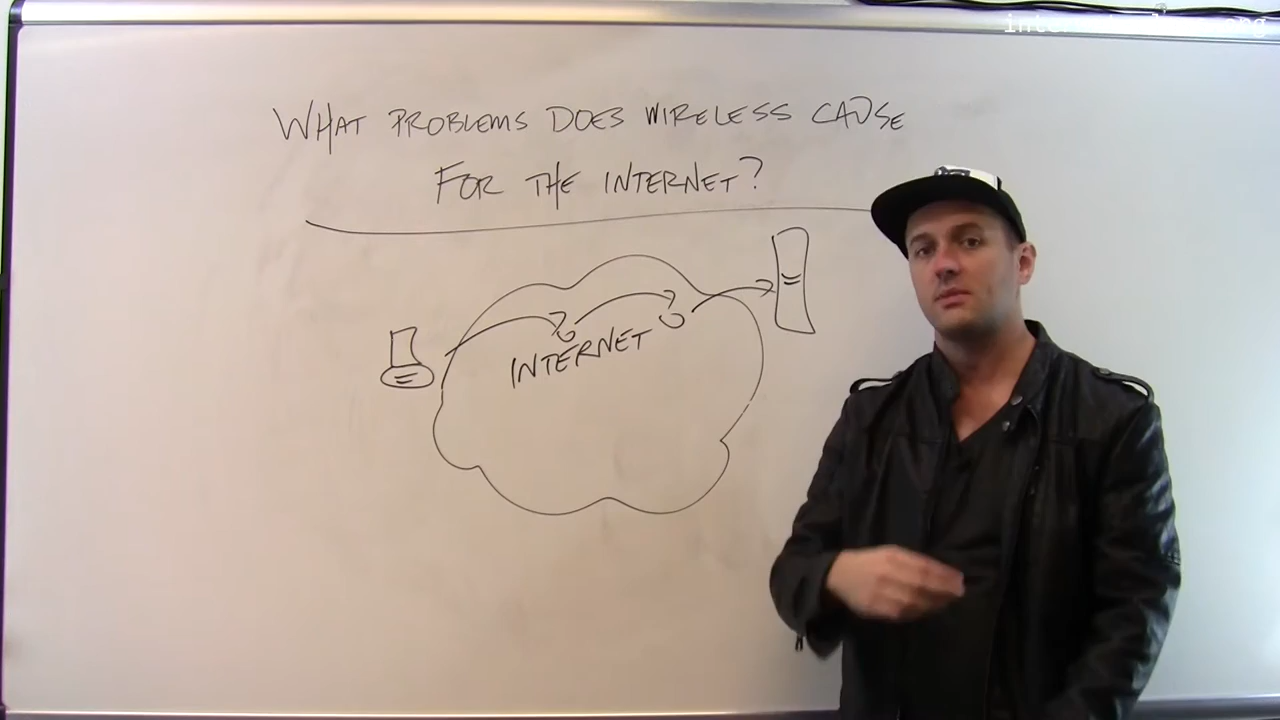 WHAT PROBLEMS DOES WIRELESS CAUSE
FOR THE INTERNET?
INTERNET